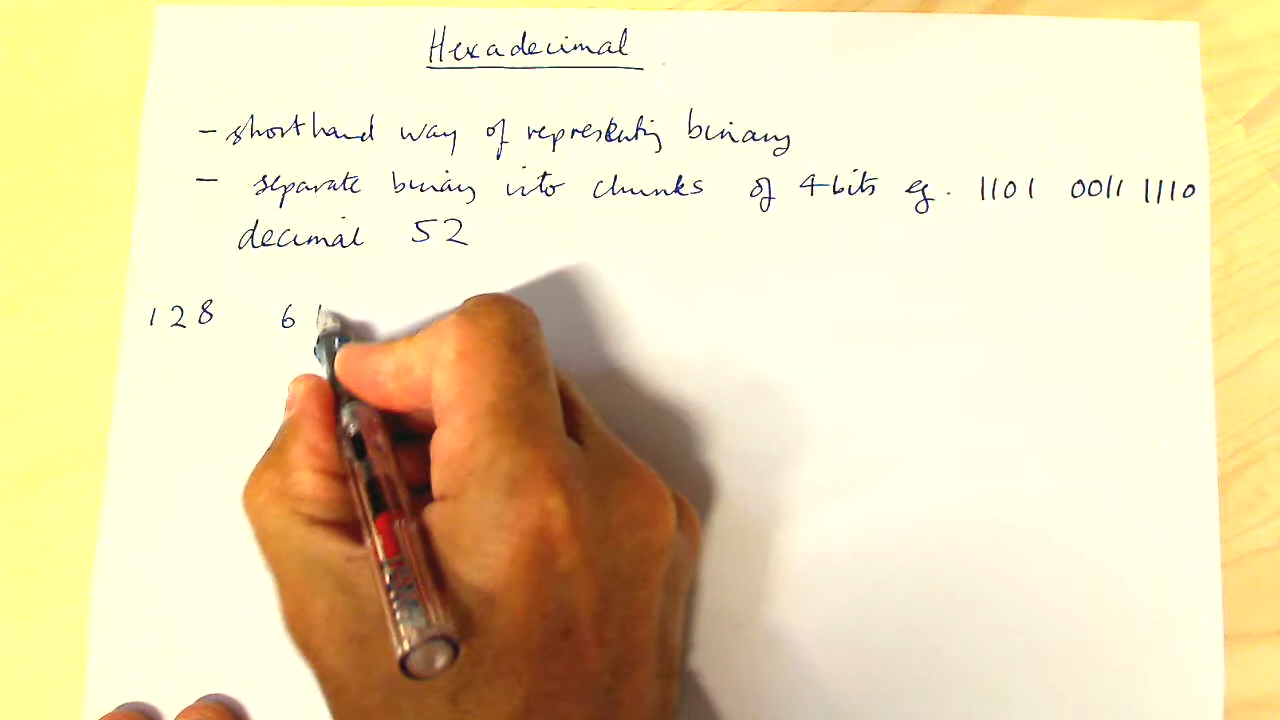 Hexadecimal
- shorthand way of representing binary
- separate binary into chunks of 4 bits eg. 1101 0011 1110
decimal 52
128 6